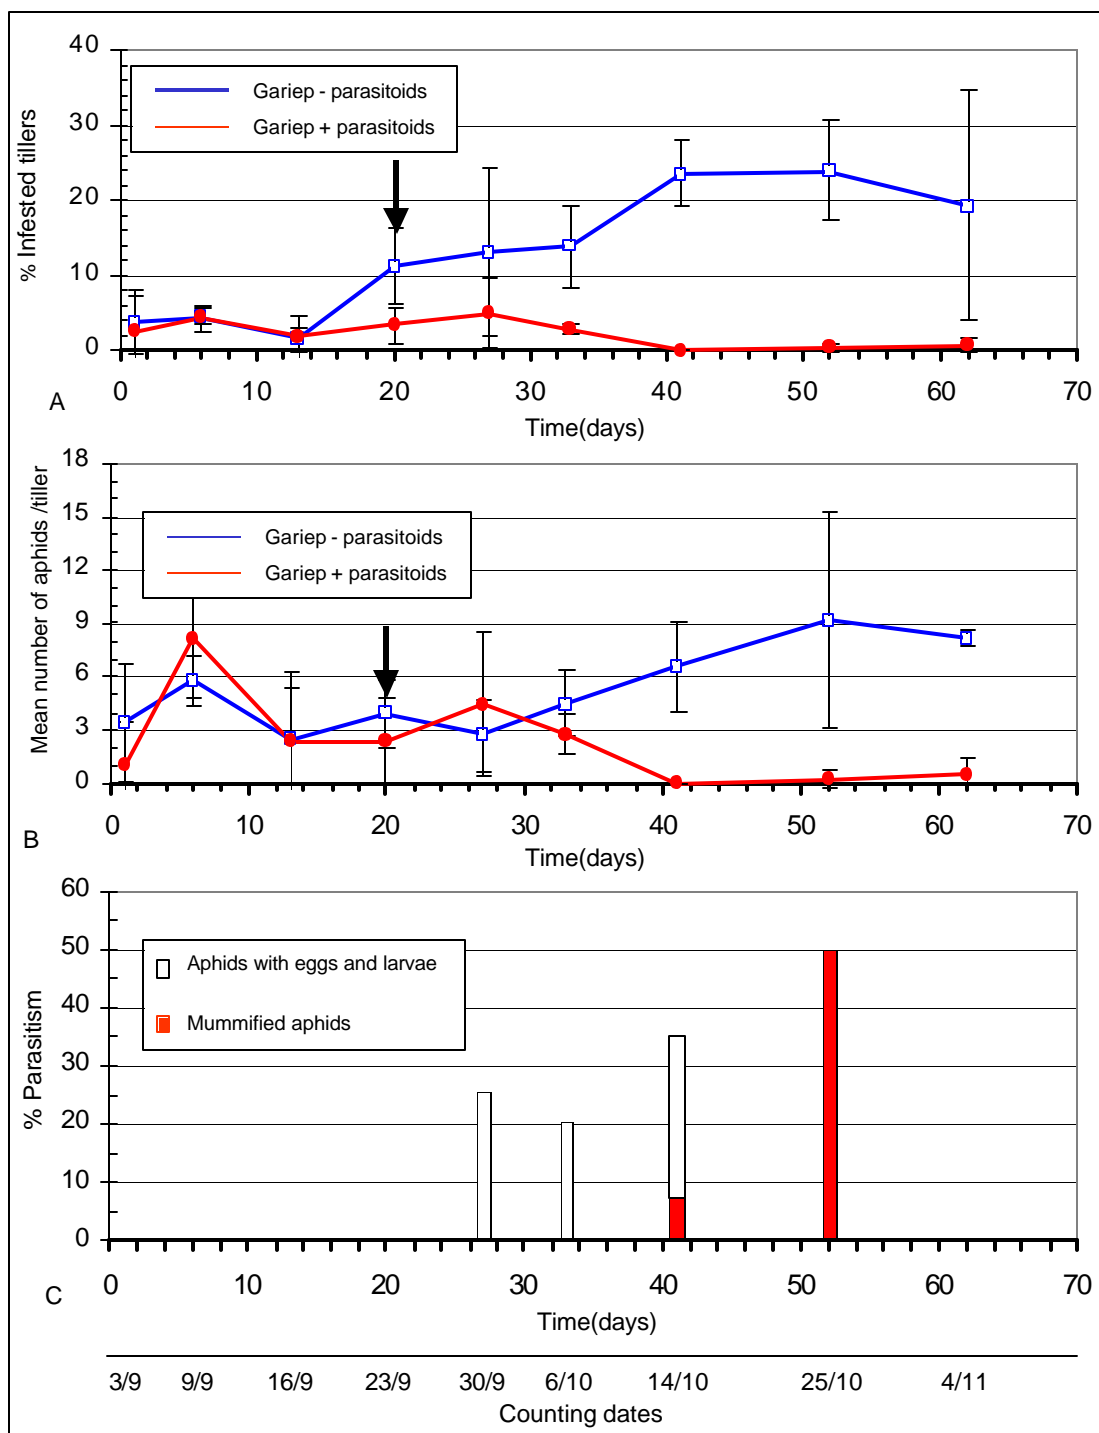 40
30
20
10
0
% Infested tillers
Gariep - parasitoids
Gariep + parasitoids
0 10 20 30 40 50 60 70
A
Time(days)
18
15
12
9
6
3
0
Mean number of aphids /tiller
Gariep - parasitoids
Gariep + parasitoids
0 10 20 30 40 50 60 70
B
Time(days)
60
50
40
30
20
10
0
% Parasitism
Aphids with eggs and larvae
Mummified aphids
0 10 20 30 40 50 60 70
C
Time(days)
3/9 9/9 16/9 23/9 30/9 6/10 14/10 25/10 4/11
Counting dates